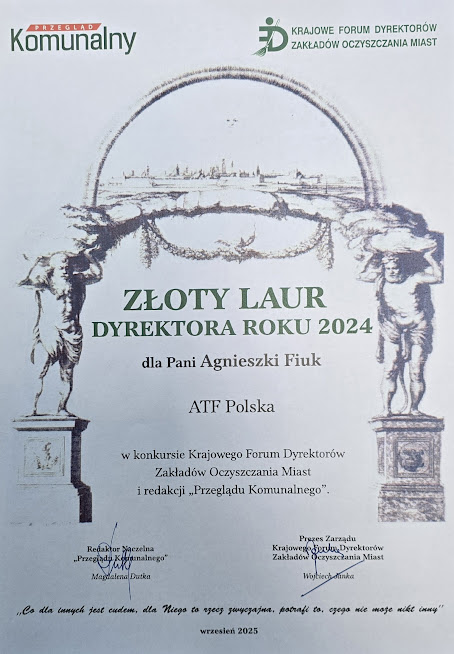 PRZEGLĄD
Komunalny
KRAJOWE FORUM DYREKTORÓW
ZAKŁADÓW OCZYSZCZANIA MIAST
ZŁOTY LAUR
DYREKTORA ROKU 2024
dla Pani Agnieszki Fiuk
ATF Polska
w konkursie Krajowego Forum Dyrektorów
Zakładów Oczyszczania Miast
i redakcji „Przeglądu Komunalnego”.
Redaktor Naczelna
„Przeglądu Komunalnego”
Magdalena Dutka
Prezes Zarządu
Krajowego Forum Dyrektorów
Zakładów Oczyszczania Miast
Wojciech Janka
„Co dla innych jest cudem, dla Niego to rzecz zwyczajna, potrafi to, czego nie może nikt inny”
wrzesień 2025